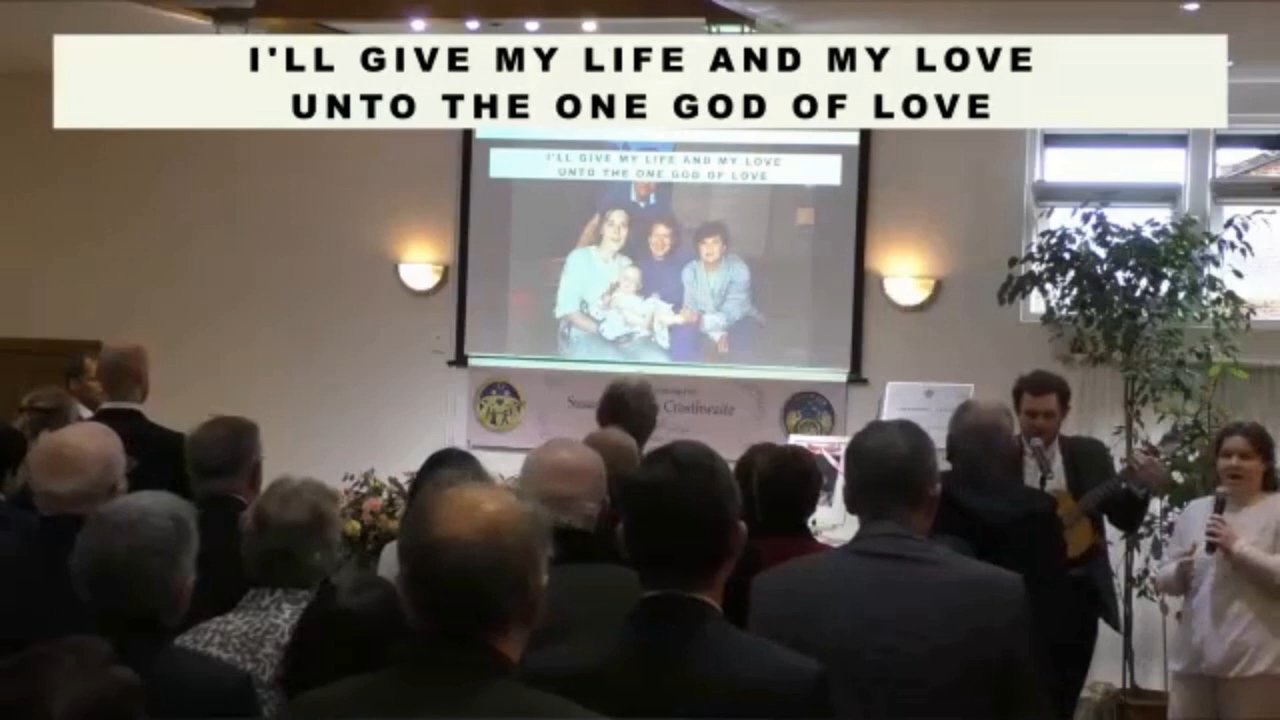 I'LL GIVE MY LIFE AND MY LOVE
UNTO THE ONE GOD OF LOVE
I'LL GIVE MY LIFE AND MY LOVE
UNTO THE ONE GOD OF LOVE
Crosthwaite